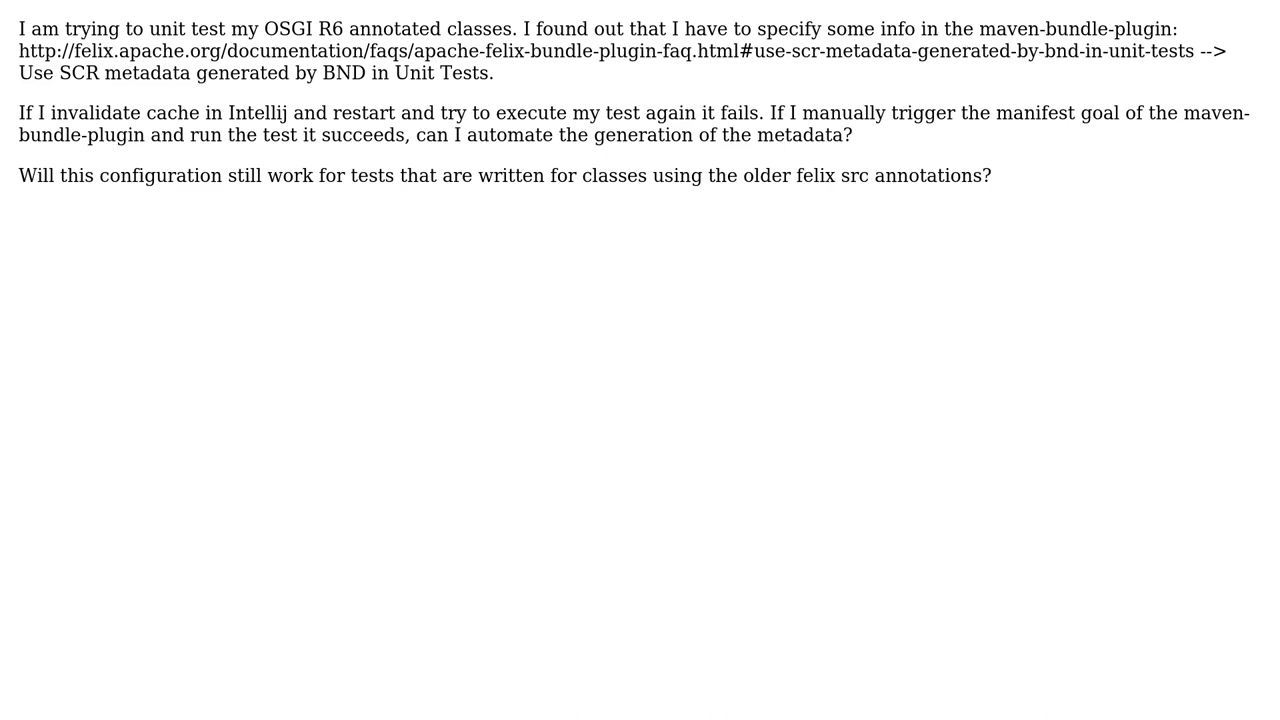 I am trying to unit test my OSGI R6 annotated classes. I found out that I have to specify some info in the maven-bundle-plugin:
http://felix.apache.org/documentation/faqs/apache-felix-bundle-plugin-faq.html#use-scr-metadata-generated-by-bnd-in-unit-tests -->
Use SCR metadata generated by BND in Unit Tests.
If I invalidate cache in Intellij and restart and try to execute my test again it fails. If I manually trigger the manifest goal of the maven-
bundle-plugin and run the test it succeeds, can I automate the generation of the metadata?
Will this configuration still work for tests that are written for classes using the older felix src annotations?